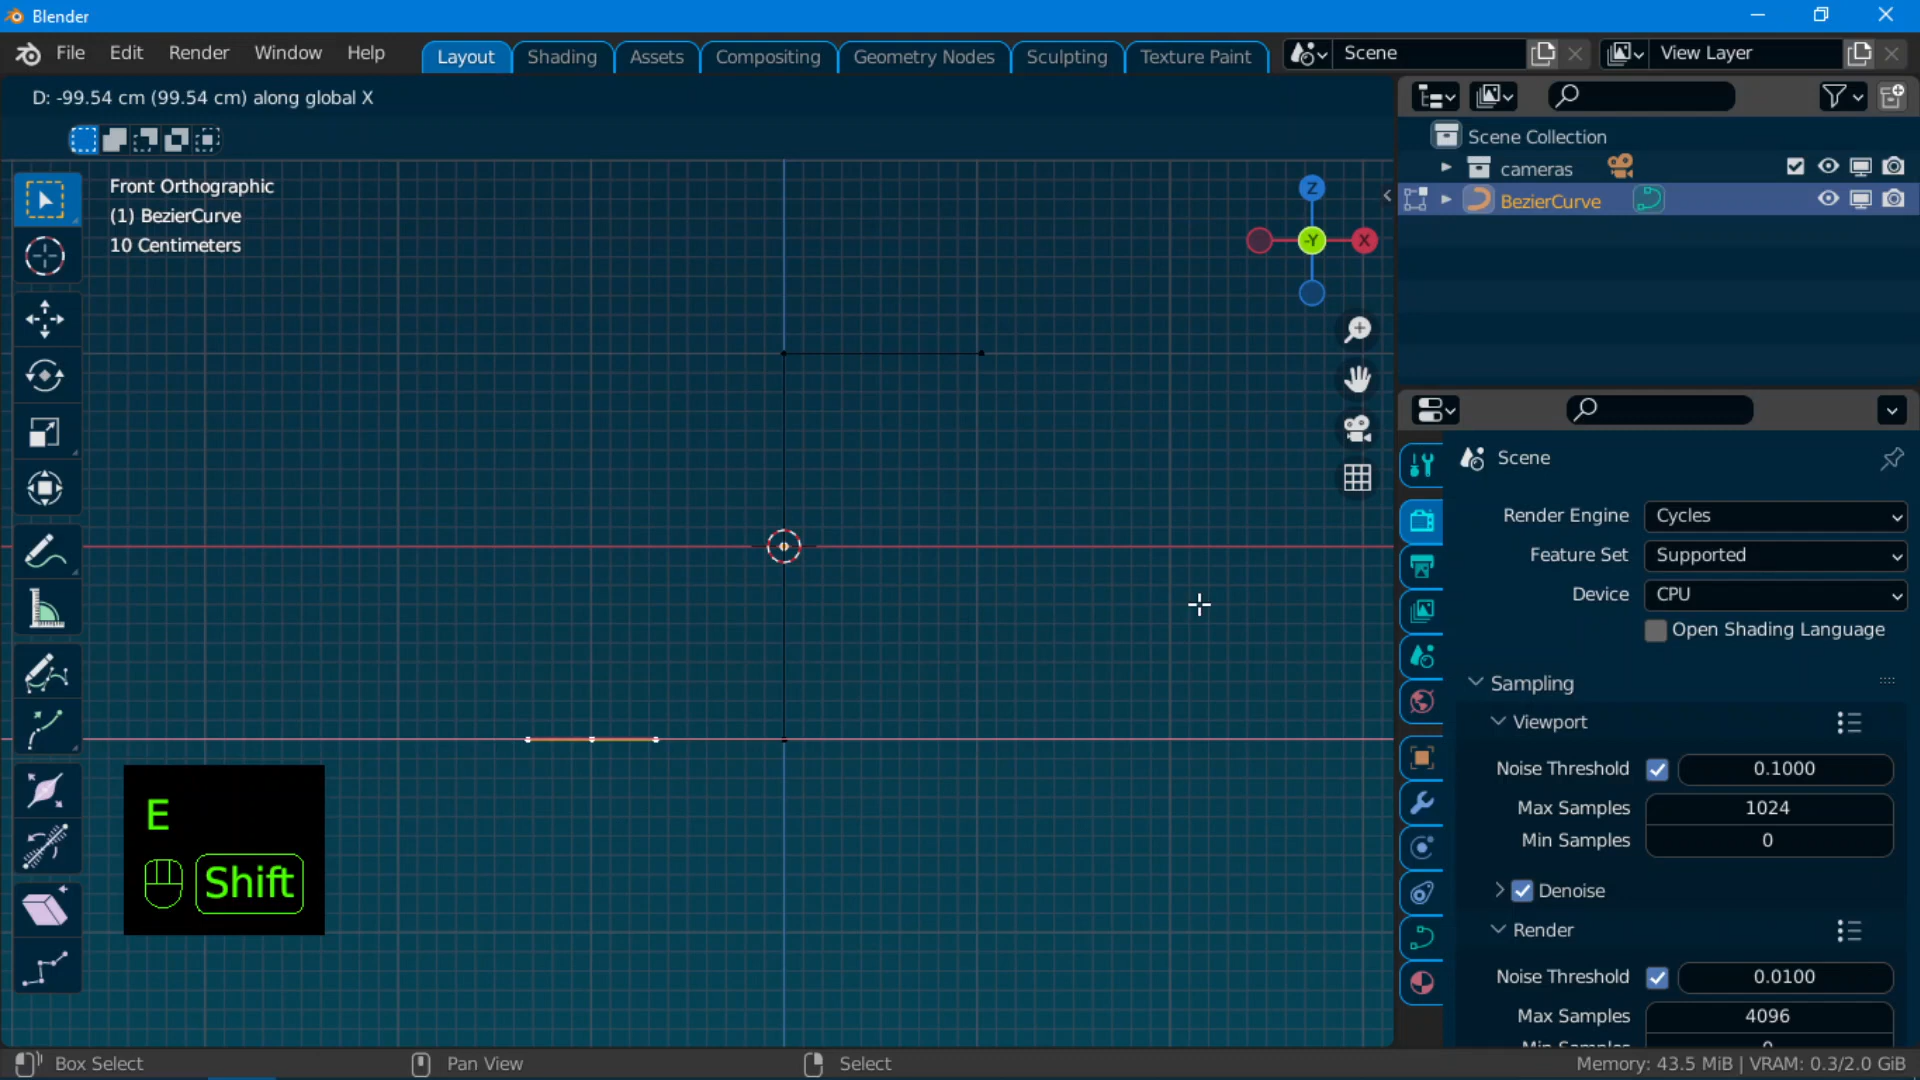 Blender
File Edit Render Window Help Layout Shading Assets Compositing Geometry Nodes Sculpting Texture Paint Scene View Layer
D: -99.54 cm (99.54 cm) along global X
Front Orthographic
(1) BezierCurve
10 Centimeters
Z
-Y
X
E
Shift
Scene Collection
cameras
BezierCurve
Scene
Render Engine Cycles
Feature Set Supported
Device CPU
Open Shading Language
Sampling
Viewport
Noise Threshold 0.1000
Max Samples 1024
Min Samples 0
Denoise
Render
Noise Threshold 0.0100
Max Samples 4096
Min Samples 0
Box Select Pan View Select Memory: 43.5 MiB | VRAM: 0.3/2.0 GiB